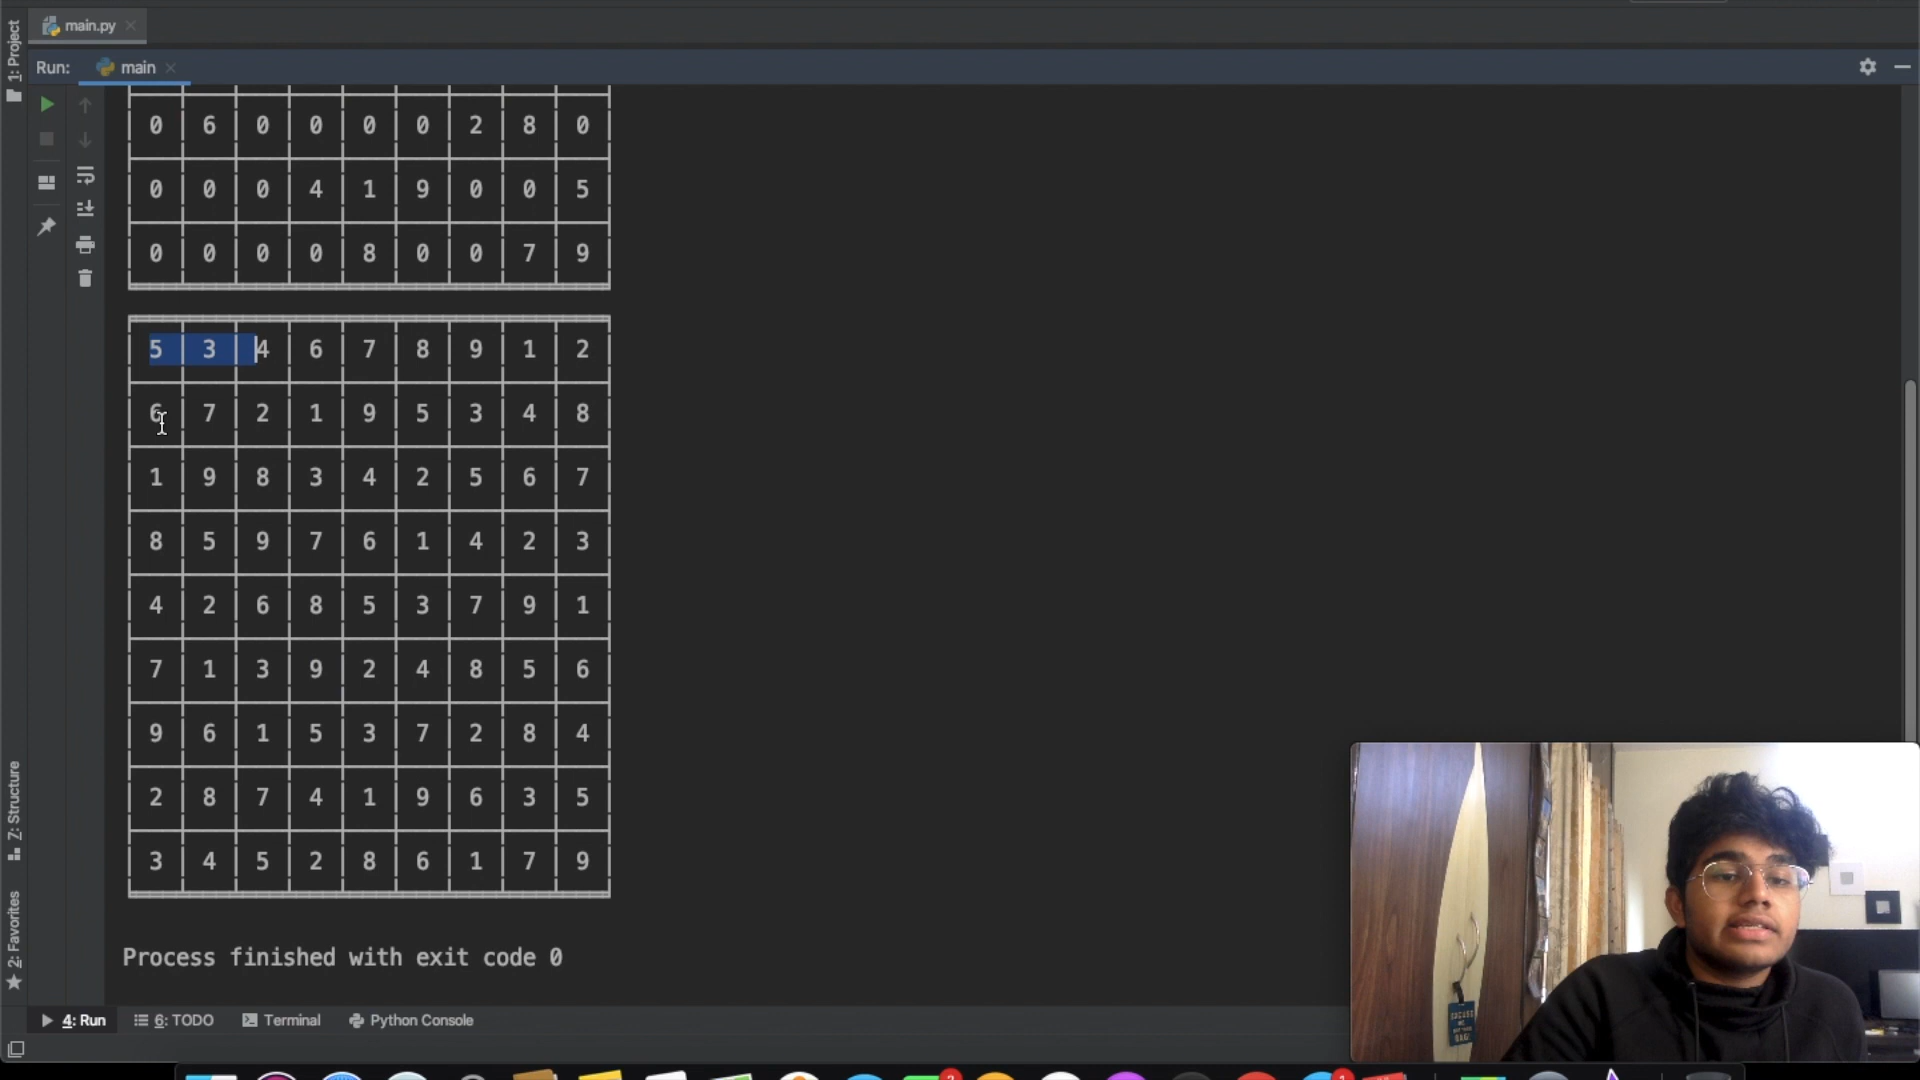 main.py
1: Project
Run: main
0 6 0 0 0 0 2 8 0
0 0 0 4 1 9 0 0 5
0 0 0 0 8 0 0 7 9
5 3 4 6 7 8 9 1 2
6 7 2 1 9 5 3 4 8
1 9 8 3 4 2 5 6 7
8 5 9 7 6 1 4 2 3
4 2 6 8 5 3 7 9 1
7 1 3 9 2 4 8 5 6
9 6 1 5 3 7 2 8 4
2 8 7 4 1 9 6 3 5
3 4 5 2 8 6 1 7 9
Process finished with exit code 0
Z: Structure
2: Favorites
4: Run 6: TODO Terminal Python Console